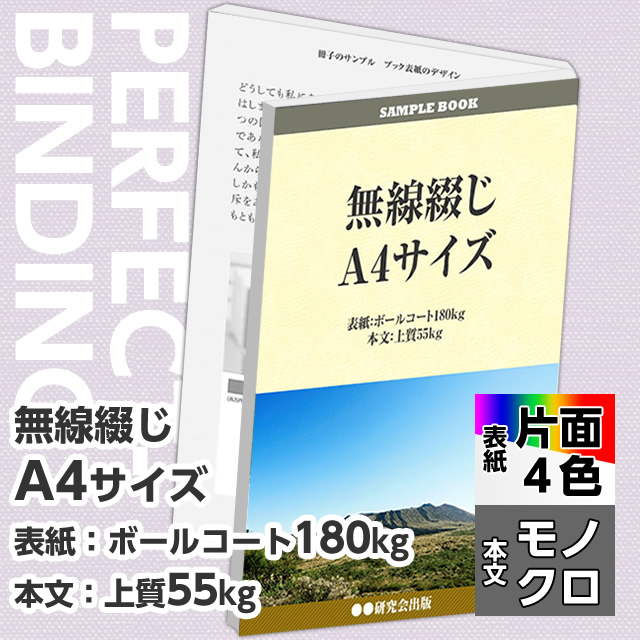 PERFECT
BINDING
冊子のサンプル　ブック表紙のデザイン
どうしても私に
はしま
つの
であ
て、私
んかの
しかも
斥をあ
もとも
SAMPLE BOOK
無線綴じ
A4サイズ
表紙:ボールコート180kg
本文:上質55kg
●●研究会出版
無線綴じ
A4サイズ
表紙：ボールコート180kg
本文：上質55kg
表紙
片面
4色
本文
モノ
クロ